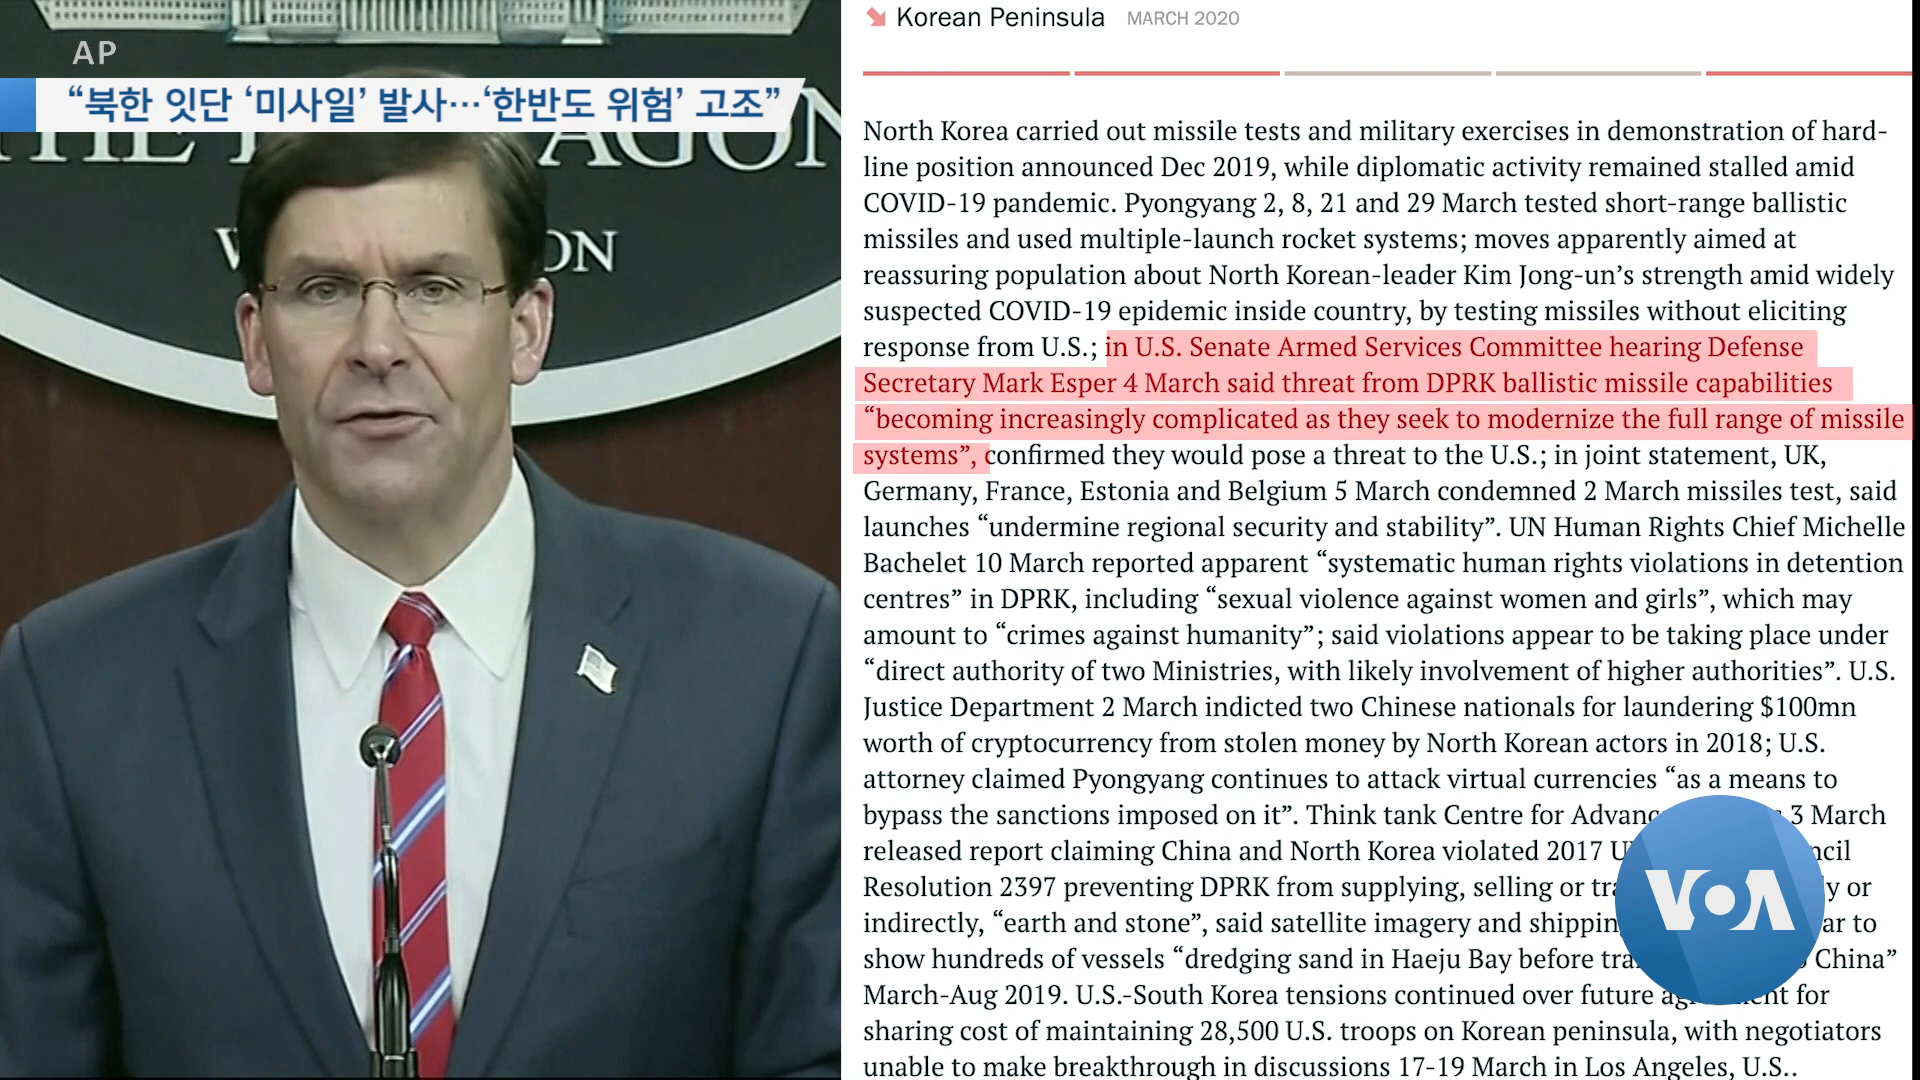 AP
“북한 잇단 ‘미사일’ 발사…‘한반도 위험’ 고조”
THE AGON
W ON
Korean Peninsula MARCH 2020
North Korea carried out missile tests and military exercises in demonstration of hard-
line position announced Dec 2019, while diplomatic activity remained stalled amid
COVID-19 pandemic. Pyongyang 2, 8, 21 and 29 March tested short-range ballistic
missiles and used multiple-launch rocket systems; moves apparently aimed at
reassuring population about North Korean-leader Kim Jong-un’s strength amid widely
suspected COVID-19 epidemic inside country, by testing missiles without eliciting
response from U.S.; in U.S. Senate Armed Services Committee hearing Defense
Secretary Mark Esper 4 March said threat from DPRK ballistic missile capabilities
“becoming increasingly complicated as they seek to modernize the full range of missile
systems”, confirmed they would pose a threat to the U.S.; in joint statement, UK,
Germany, France, Estonia and Belgium 5 March condemned 2 March missiles test, said
launches “undermine regional security and stability”. UN Human Rights Chief Michelle
Bachelet 10 March reported apparent “systematic human rights violations in detention
centres” in DPRK, including “sexual violence against women and girls”, which may
amount to “crimes against humanity”; said violations appear to be taking place under
“direct authority of two Ministries, with likely involvement of higher authorities”. U.S.
Justice Department 2 March indicted two Chinese nationals for laundering $100mn
worth of cryptocurrency from stolen money by North Korean actors in 2018; U.S.
attorney claimed Pyongyang continues to attack virtual currencies “as a means to
bypass the sanctions imposed on it”. Think tank Centre for Advanc 3 March
released report claiming China and North Korea violated 2017 U ncil
Resolution 2397 preventing DPRK from supplying, selling or tra y or
indirectly, “earth and stone”, said satellite imagery and shippin ar to
show hundreds of vessels “dredging sand in Haeju Bay before tra China”
March-Aug 2019. U.S.-South Korea tensions continued over future ag nt for
sharing cost of maintaining 28,500 U.S. troops on Korean peninsula, with negotiators
unable to make breakthrough in discussions 17-19 March in Los Angeles, U.S..
VOA